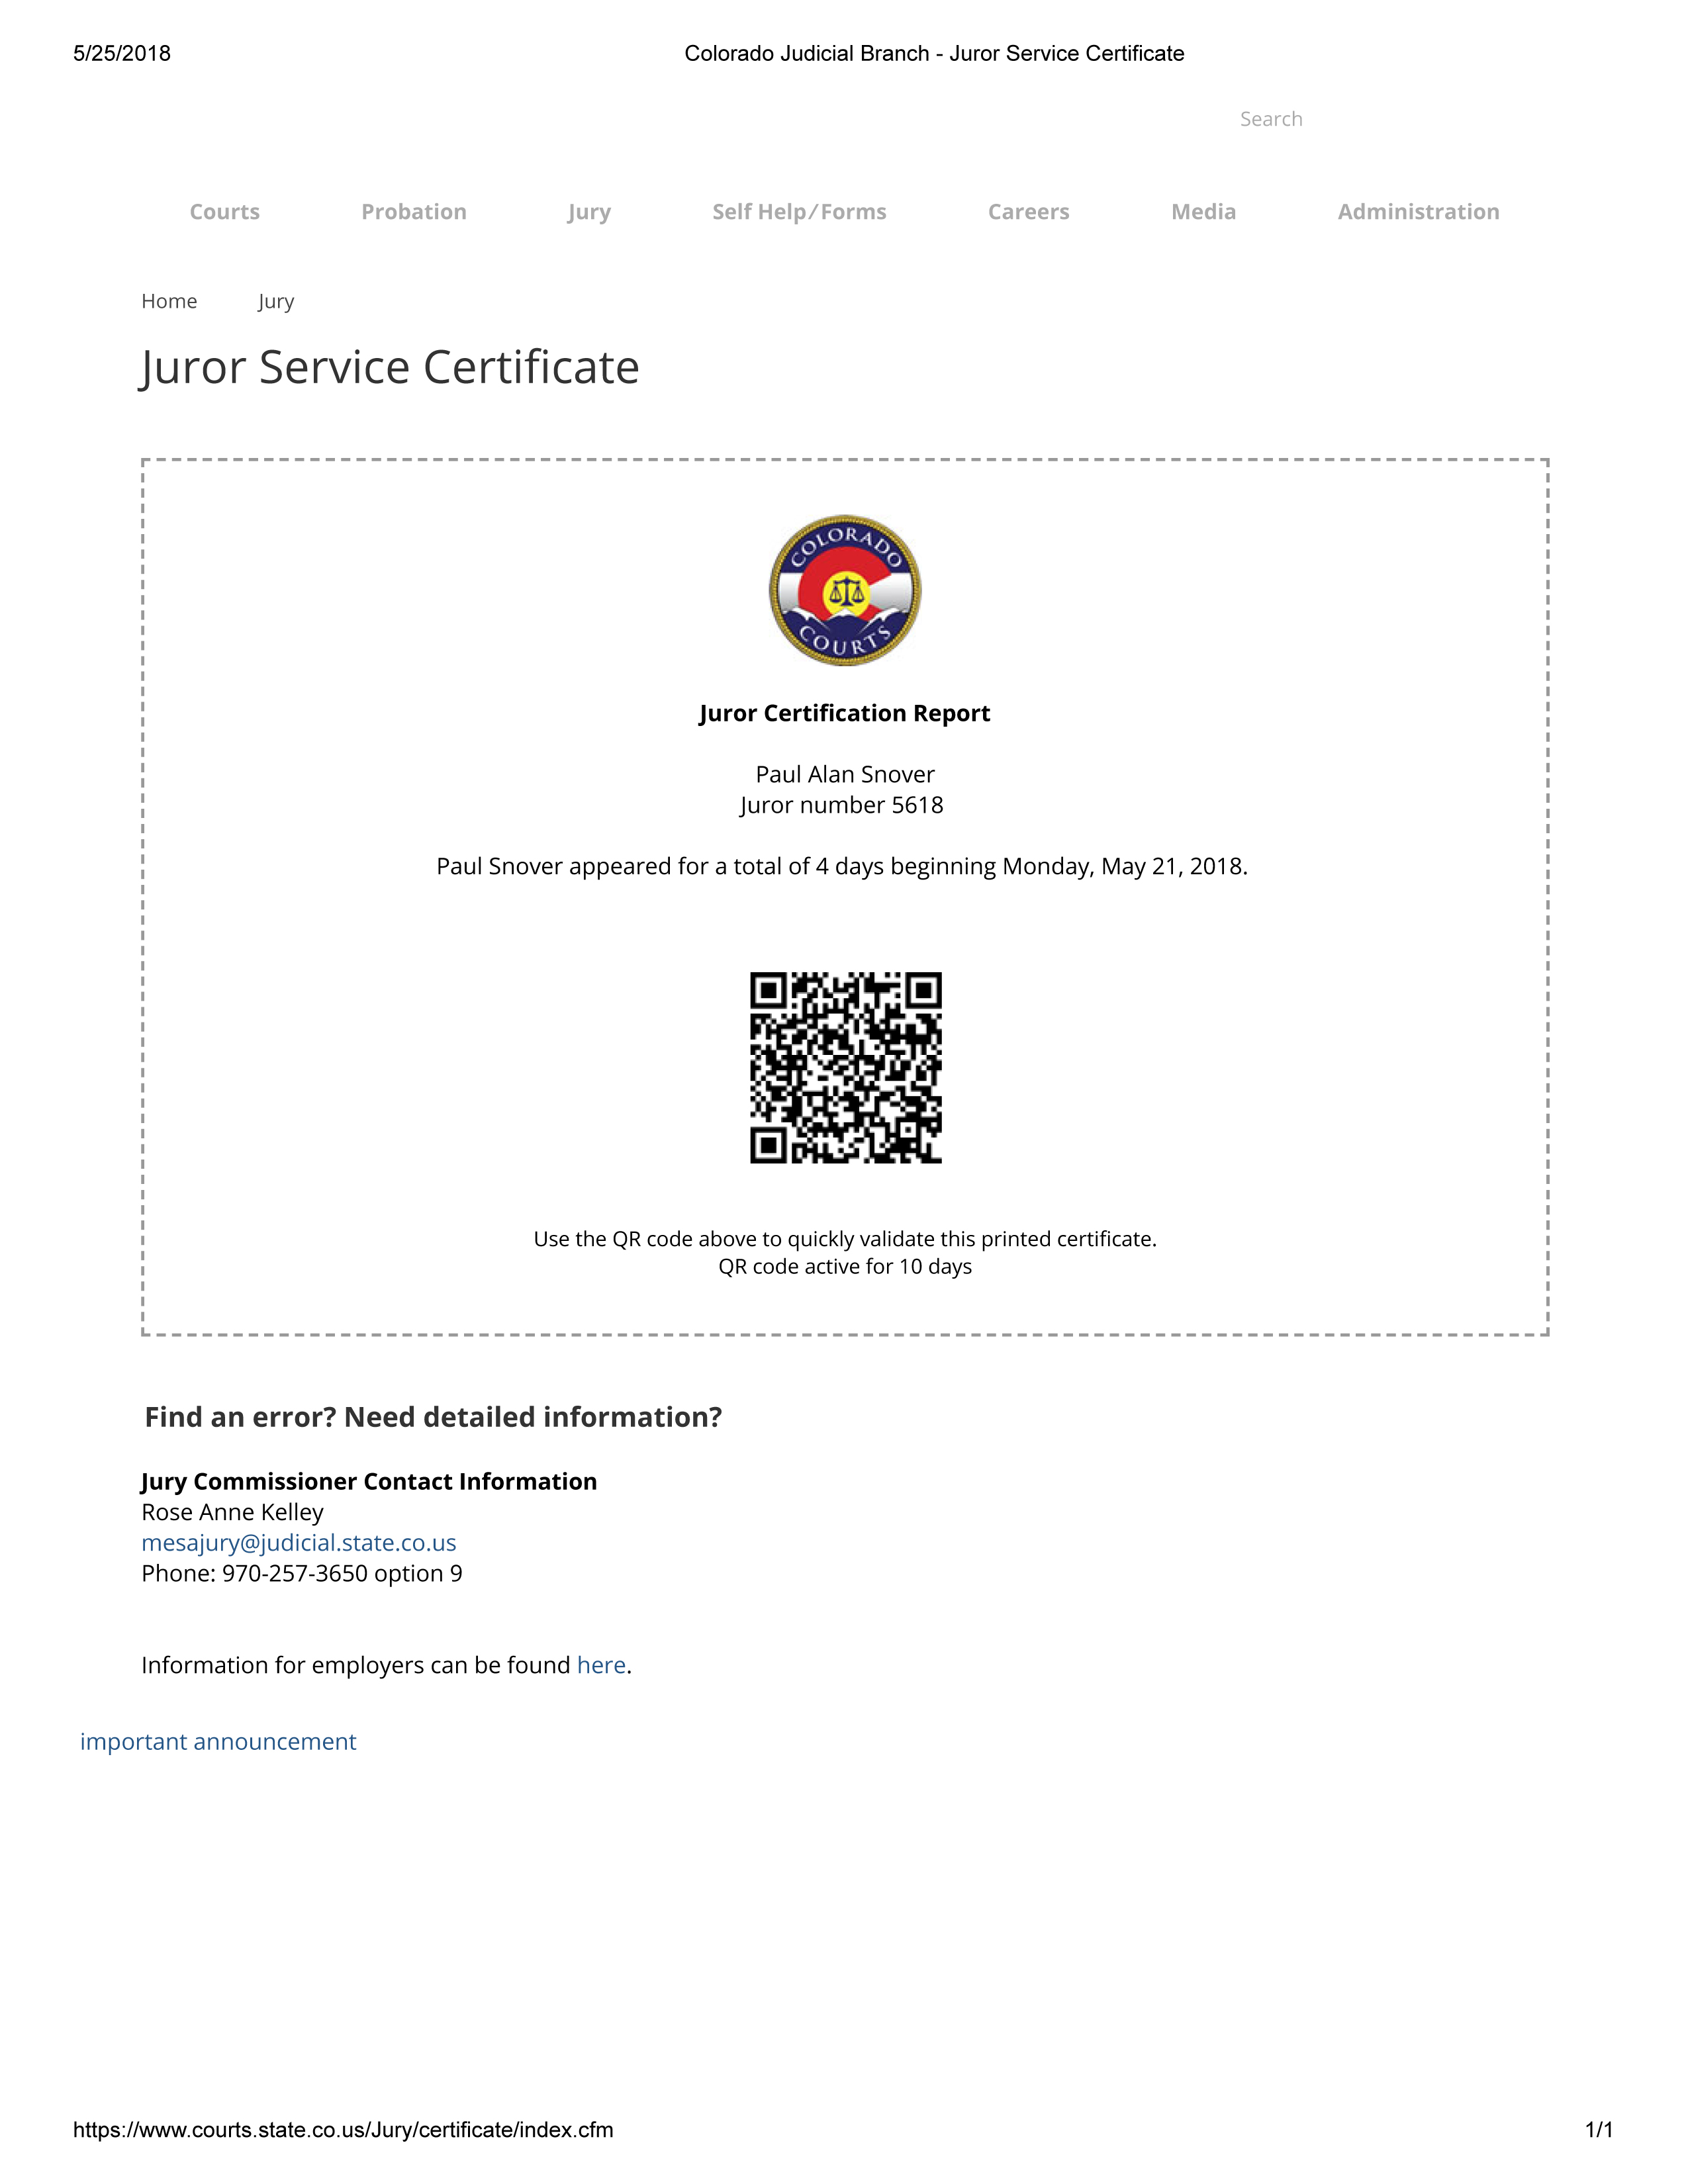 5/25/2018 Colorado Judicial Branch - Juror Service Certificate
Search
Courts Probation Jury Self Help/Forms Careers Media Administration
Home Jury
Juror Service Certificate
COLORADO
COURTS
Juror Certification Report
Paul Alan Snover
Juror number 5618
Paul Snover appeared for a total of 4 days beginning Monday, May 21, 2018.
Use the QR code above to quickly validate this printed certificate.
QR code active for 10 days
Find an error? Need detailed information?
Jury Commissioner Contact Information
Rose Anne Kelley
mesajury@judicial.state.co.us
Phone: 970-257-3650 option 9
Information for employers can be found here.
important announcement
https://www.courts.state.co.us/Jury/certificate/index.cfm 1/1